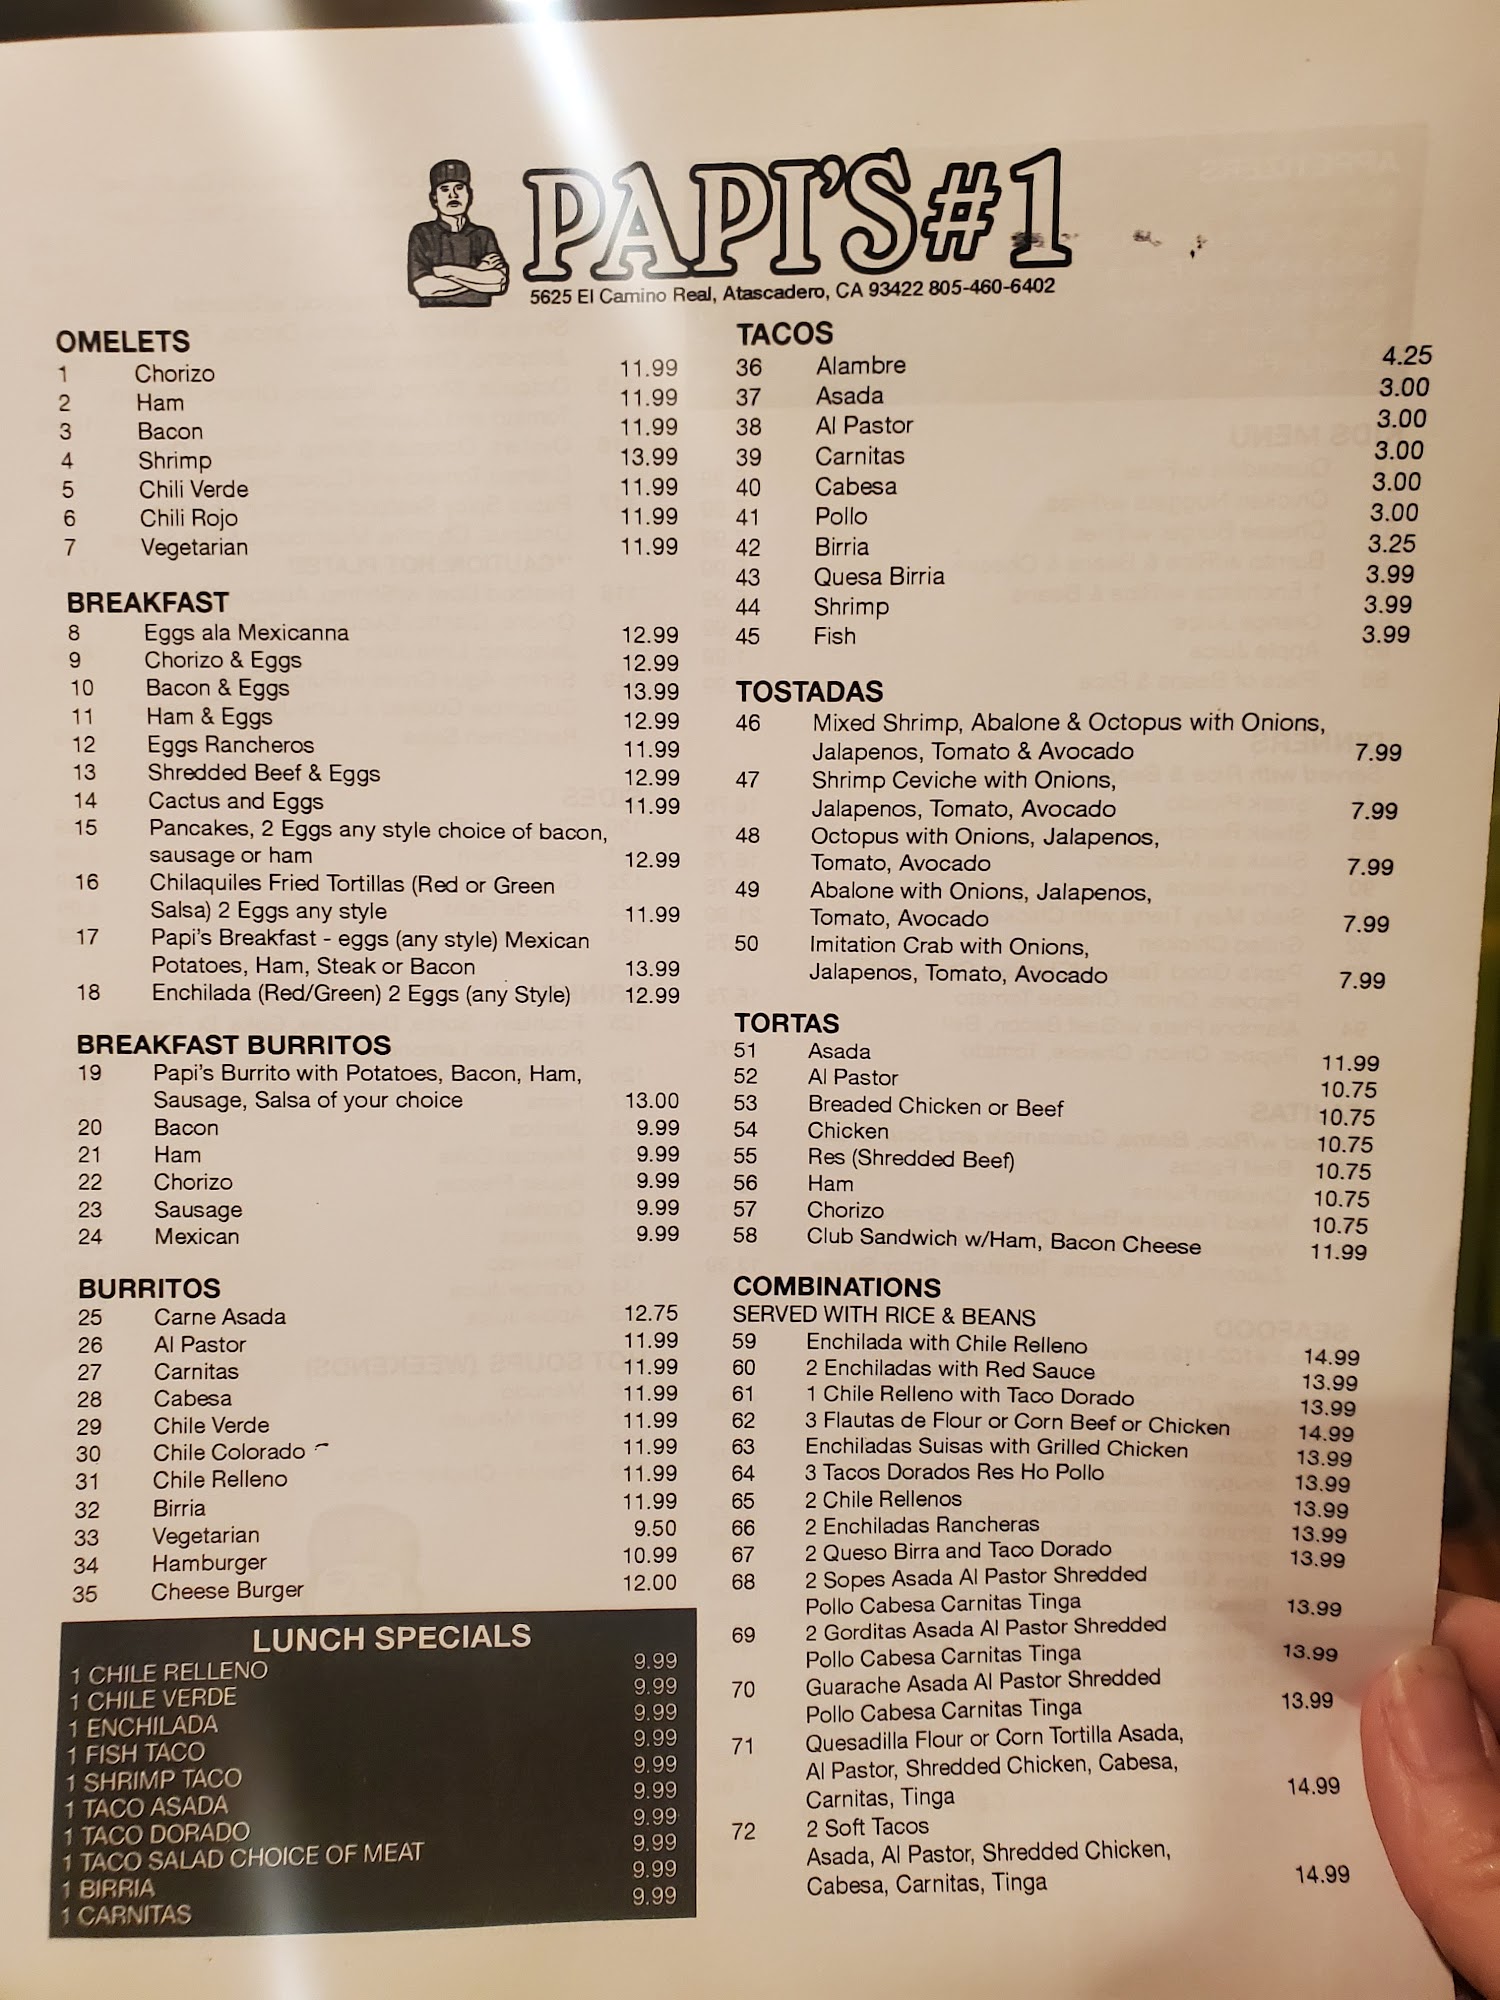 PAPI'S #1
5625 El Camino Real, Atascadero, CA 93422 805-460-6402
OMELETS
1 Chorizo 11.99
2 Ham 11.99
3 Bacon 11.99
4 Shrimp 13.99
5 Chili Verde 11.99
6 Chili Rojo 11.99
7 Vegetarian 11.99
BREAKFAST
8 Eggs ala Mexicanna 12.99
9 Chorizo & Eggs 12.99
10 Bacon & Eggs 13.99
11 Ham & Eggs 12.99
12 Eggs Rancheros 11.99
13 Shredded Beef & Eggs 12.99
14 Cactus and Eggs 11.99
15 Pancakes, 2 Eggs any style choice of bacon,
sausage or ham 12.99
16 Chilaquiles Fried Tortillas (Red or Green
Salsa) 2 Eggs any style 11.99
17 Papi's Breakfast - eggs (any style) Mexican
Potatoes, Ham, Steak or Bacon 13.99
18 Enchilada (Red/Green) 2 Eggs (any Style) 12.99
BREAKFAST BURRITOS
19 Papi's Burrito with Potatoes, Bacon, Ham,
Sausage, Salsa of your choice 13.00
20 Bacon 9.99
21 Ham 9.99
22 Chorizo 9.99
23 Sausage 9.99
24 Mexican 9.99
BURRITOS
25 Carne Asada 12.75
26 Al Pastor 11.99
27 Carnitas 11.99
28 Cabesa 11.99
29 Chile Verde 11.99
30 Chile Colorado 11.99
31 Chile Relleno 11.99
32 Birria 11.99
33 Vegetarian 9.50
34 Hamburger 10.99
35 Cheese Burger 12.00
LUNCH SPECIALS
1 CHILE RELLENO 9.99
1 CHILE VERDE 9.99
1 ENCHILADA 9.99
1 FISH TACO 9.99
1 SHRIMP TACO 9.99
1 TACO ASADA 9.99
1 TACO DORADO 9.99
1 TACO SALAD CHOICE OF MEAT 9.99
1 BIRRIA 9.99
1 CARNITAS 9.99
TACOS
36 Alambre 4.25
37 Asada 3.00
38 Al Pastor 3.00
39 Carnitas 3.00
40 Cabesa 3.00
41 Pollo 3.00
42 Birria 3.25
43 Quesa Birria 3.99
44 Shrimp 3.99
45 Fish 3.99
TOSTADAS
46 Mixed Shrimp, Abalone & Octopus with Onions,
Jalapenos, Tomato & Avocado 7.99
47 Shrimp Ceviche with Onions,
Jalapenos, Tomato, Avocado 7.99
48 Octopus with Onions, Jalapenos,
Tomato, Avocado 7.99
49 Abalone with Onions, Jalapenos,
Tomato, Avocado 7.99
50 Imitation Crab with Onions,
Jalapenos, Tomato, Avocado 7.99
TORTAS
51 Asada 11.99
52 Al Pastor 10.75
53 Breaded Chicken or Beef 10.75
54 Chicken 10.75
55 Res (Shredded Beef) 10.75
56 Ham 10.75
57 Chorizo 10.75
58 Club Sandwich w/Ham, Bacon Cheese 11.99
COMBINATIONS
SERVED WITH RICE & BEANS
59 Enchilada with Chile Relleno 14.99
60 2 Enchiladas with Red Sauce 13.99
61 1 Chile Relleno with Taco Dorado 13.99
62 3 Flautas de Flour or Corn Beef or Chicken 14.99
63 Enchiladas Suisas with Grilled Chicken 13.99
64 3 Tacos Dorados Res Ho Pollo 13.99
65 2 Chile Rellenos 13.99
66 2 Enchiladas Rancheras 13.99
67 2 Queso Birra and Taco Dorado 13.99
68 2 Sopes Asada Al Pastor Shredded
Pollo Cabesa Carnitas Tinga 13.99
69 2 Gorditas Asada Al Pastor Shredded
Pollo Cabesa Carnitas Tinga 13.99
70 Guarache Asada Al Pastor Shredded
Pollo Cabesa Carnitas Tinga 13.99
71 Quesadilla Flour or Corn Tortilla Asada,
Al Pastor, Shredded Chicken, Cabesa,
Carnitas, Tinga 14.99
72 2 Soft Tacos
Asada, Al Pastor, Shredded Chicken,
Cabesa, Carnitas, Tinga 14.99